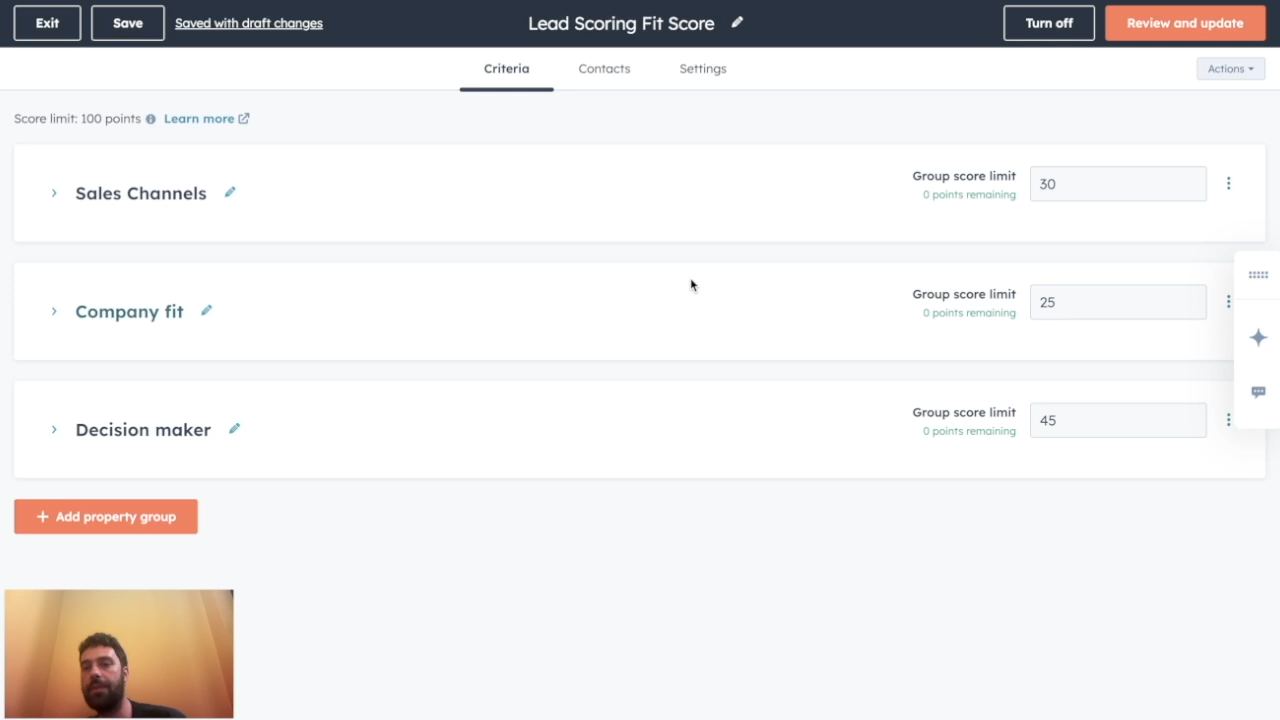 Exit
Save
Saved with draft changes
Lead Scoring Fit Score
Turn off
Review and update
Criteria
Contacts
Settings
Actions
Score limit: 100 points
Learn more
Sales Channels
Group score limit
0 points remaining
30
Company fit
Group score limit
0 points remaining
25
Decision maker
Group score limit
0 points remaining
45
+ Add property group